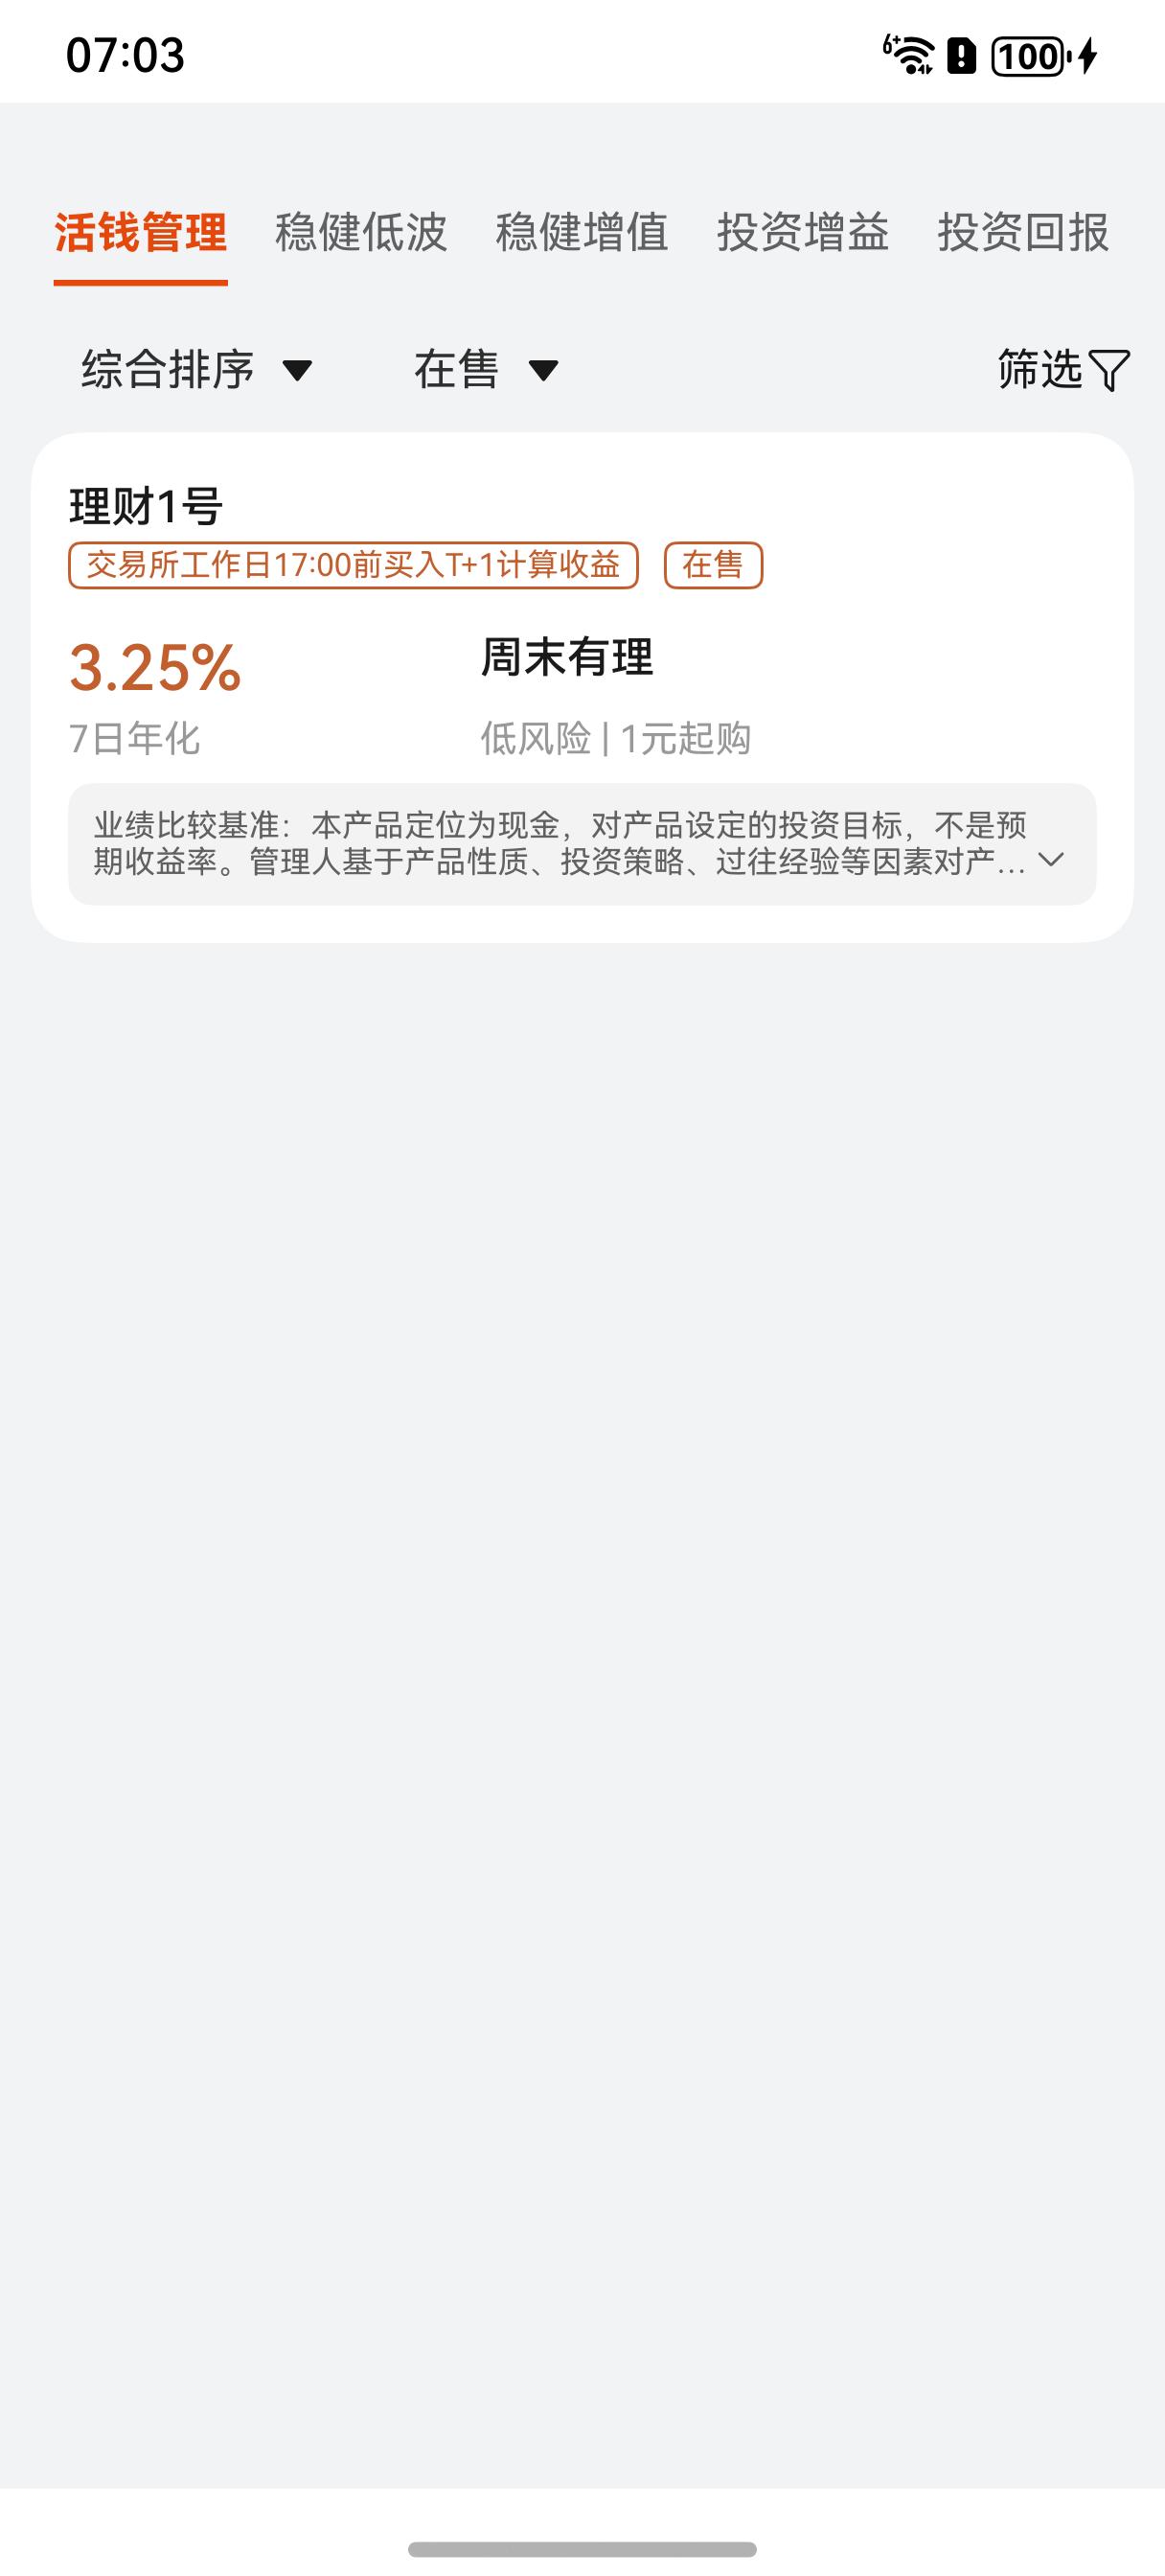 07:03
6+
100
活钱管理 稳健低波 稳健增值 投资增益 投资回报
综合排序 在售 筛选
理财1号
交易所工作日17:00前买入T+1计算收益 在售
3.25% 周末有理
7日年化 低风险 | 1元起购
业绩比较基准：本产品定位为现金，对产品设定的投资目标，不是预
期收益率。管理人基于产品性质、投资策略、过往经验等因素对产...